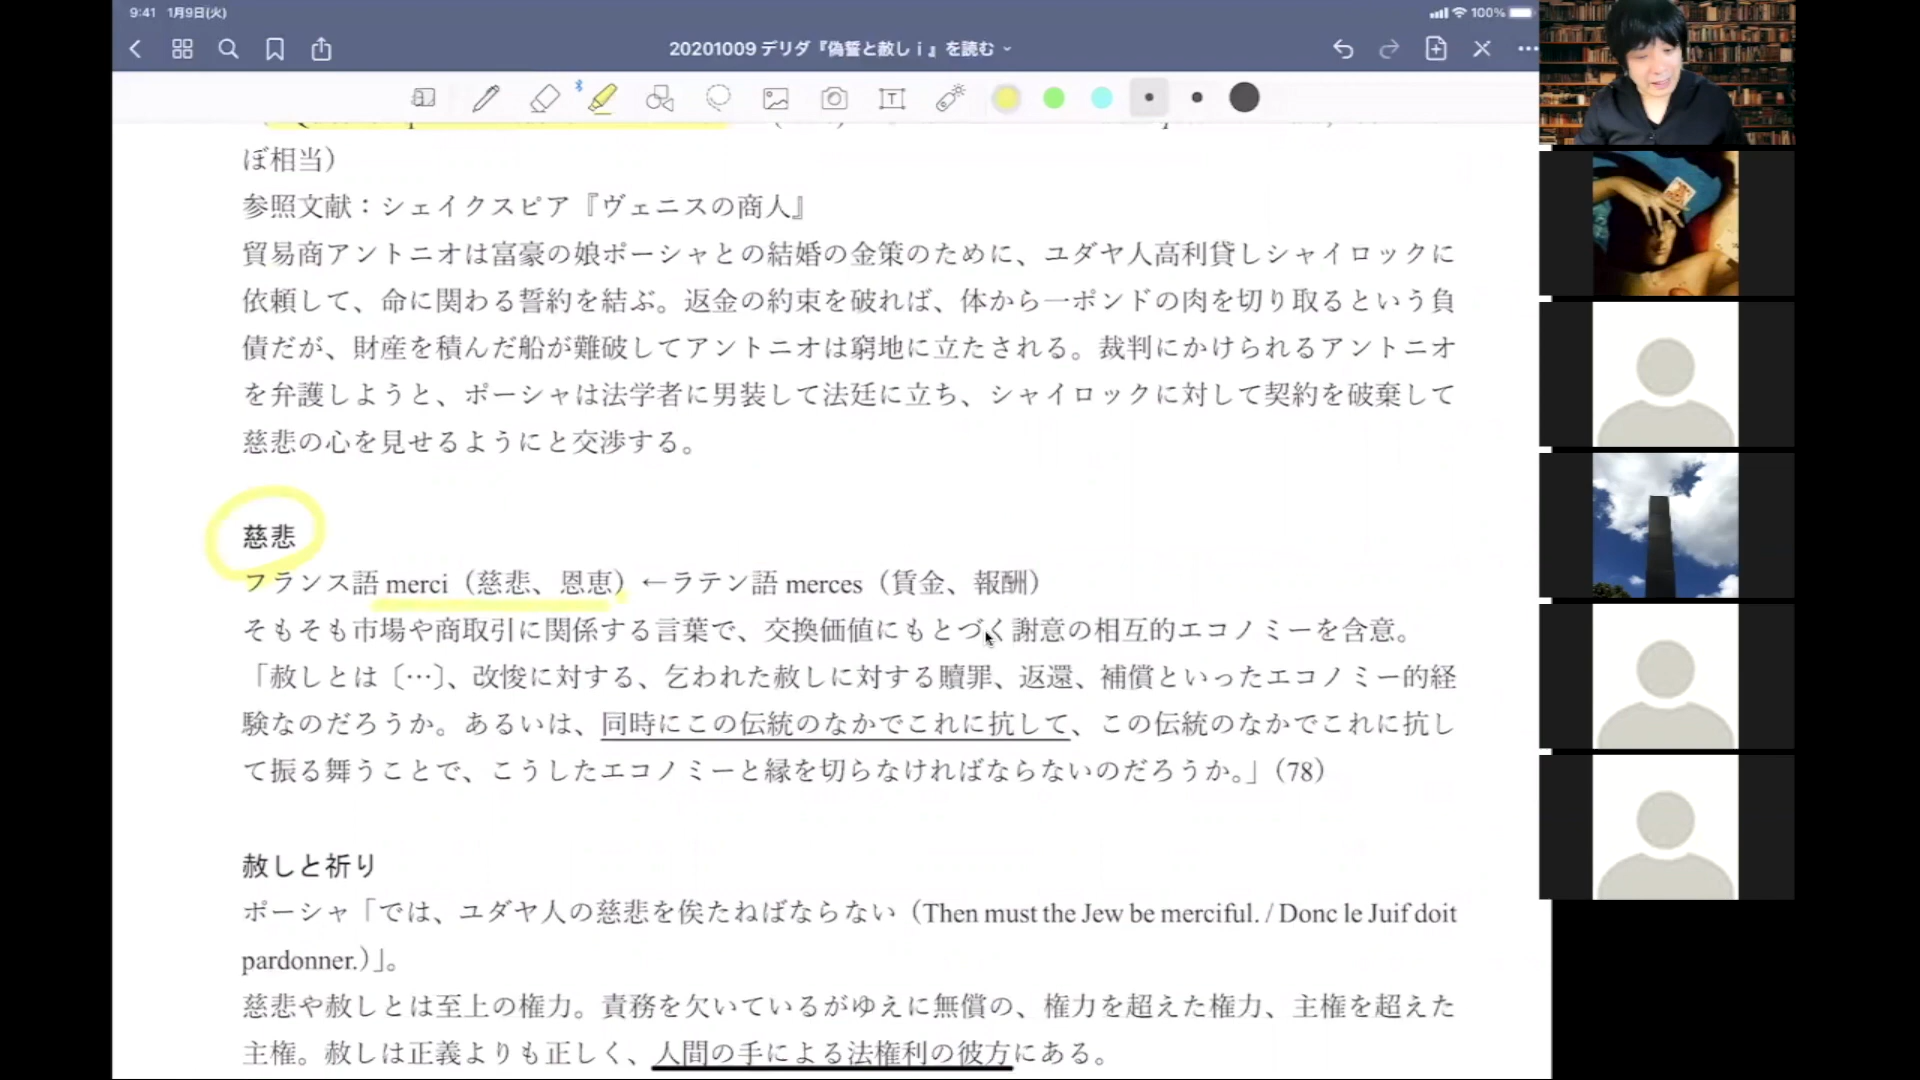 9:41 1月9日(火)
100%
20201009 デリダ『偽誓と赦し i 』を読む
ぼ相当）
参照文献：シェイクスピア『ヴェニスの商人』
貿易商アントニオは富豪の娘ポーシャとの結婚の金策のために、ユダヤ人高利貸しシャイロックに
依頼して、命に関わる誓約を結ぶ。返金の約束を破れば、体から一ポンドの肉を切り取るという負
債だが、財産を積んだ船が難破してアントニオは窮地に立たされる。裁判にかけられるアントニオ
を弁護しようと、ポーシャは法学者に男装して法廷に立ち、シャイロックに対して契約を破棄して
慈悲の心を見せるようにと交渉する。
慈悲
フランス語 merci（慈悲、恩恵）←ラテン語 merces（賃金、報酬）
そもそも市場や商取引に関係する言葉で、交換価値にもとづく謝意の相互的エコノミーを含意。
「赦しとは〔…〕、改悛に対する、乞われた赦しに対する贖罪、返還、補償といったエコノミー的経
験なのだろうか。あるいは、同時にこの伝統のなかでこれに抗して、この伝統のなかでこれに抗し
て振る舞うことで、こうしたエコノミーと縁を切らなければならないのだろうか。」（78）
赦しと祈り
ポーシャ「では、ユダヤ人の慈悲を俟たねばならない（Then must the Jew be merciful. / Donc le Juif doit
pardonner.）」。
慈悲や赦しとは至上の権力。責務を欠いているがゆえに無償の、権力を超えた権力、主権を超えた
主権。赦しは正義よりも正しく、人間の手による法権利の彼方にある。